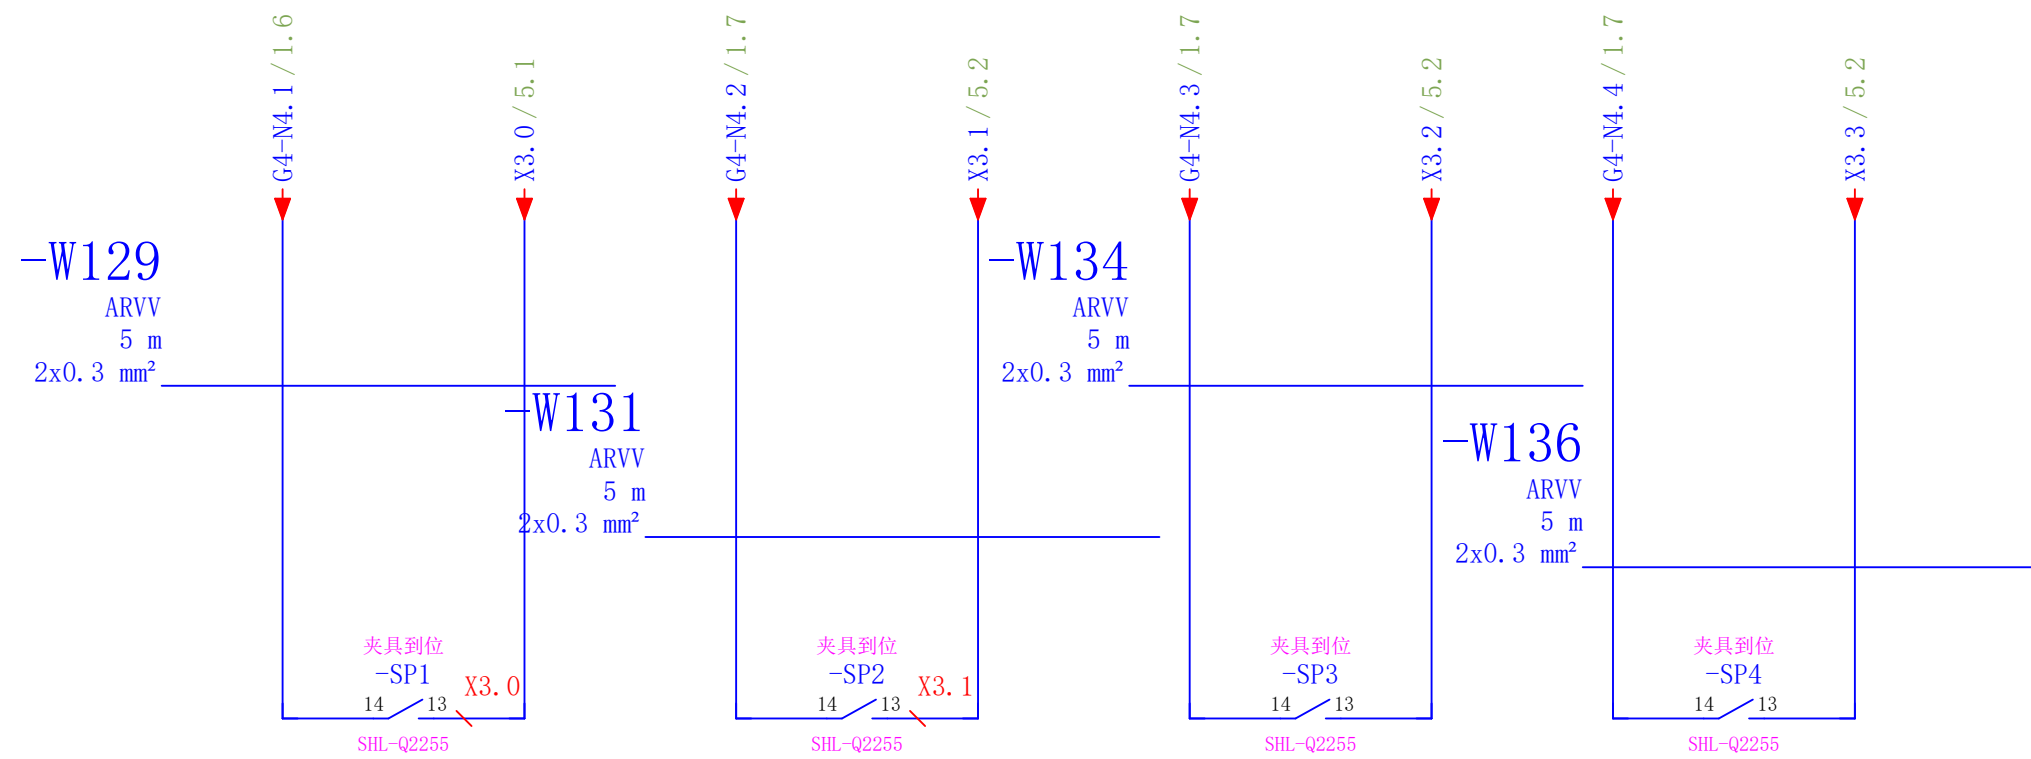 G4-N4.1/1.6
X3.0/5.1
G4-N4.2/1.7
X3.1/5.2
G4-N4.3/1.7
X3.2/5.2
G4-N4.4/1.7
X3.3/5.2
-W129
ARVV
5 m
2x0.3 mm²
-W131
ARVV
5 m
2x0.3 mm²
-W134
ARVV
5 m
2x0.3 mm²
-W136
ARVV
5 m
2x0.3 mm²
夹具到位
-SP1
14 13 X3.0
SHL-Q2255
夹具到位
-SP2
14 13 X3.1
SHL-Q2255
夹具到位
-SP3
14 13
SHL-Q2255
夹具到位
-SP4
14 13
SHL-Q2255